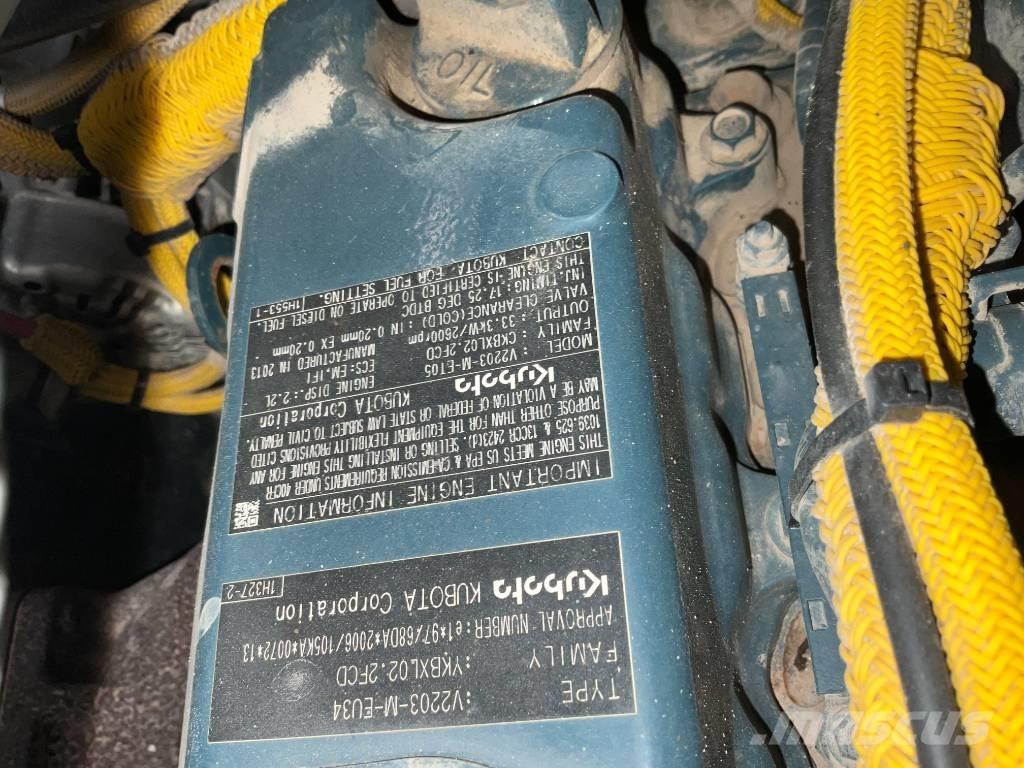 OIL
IMPORTANT ENGINE INFORMATION
THIS ENGINE MEETS US EPA & CA-EMISSION REQUIREMENTS UNDER 40CFR
1039.625 & 13CCR 2423(d). SELLING OR INSTALLING THIS ENGINE FOR ANY
PURPOSE OTHER THAN FOR THE EQUIPMENT FLEXIBILITY PROVISIONS CITED
MAY BE A VIOLATION OF FEDERAL OR STATE LAW SUBJECT TO CIVIL PENALTY.
Kubota KUBOTA Corporation
MODEL : V2203-M-ET05 ENGINE DISP.:2.2L
FAMILY : CKBXL02.2FCD ECS:EM,IFI
OUTPUT : 33.3kW/2600rpm MANUFACTURED IN 2013
VALVE CLEARANCE(COLD) : IN 0.20mm EX 0.20mm
INJ. TIMING: 17.25 DEG BTDC
THIS ENGINE IS CERTIFIED TO OPERATE ON DIESEL FUEL.
CONTACT KUBOTA FOR FUEL SETTING. 1H553-1
TYPE :V2203-M-EU34
FAMILY :YKBXL02.2FCD
APPROVAL NUMBER:e1*97/68DA*2006/105KA*0072*13
Kubota KUBOTA Corporation 1H327-2
MASCUS